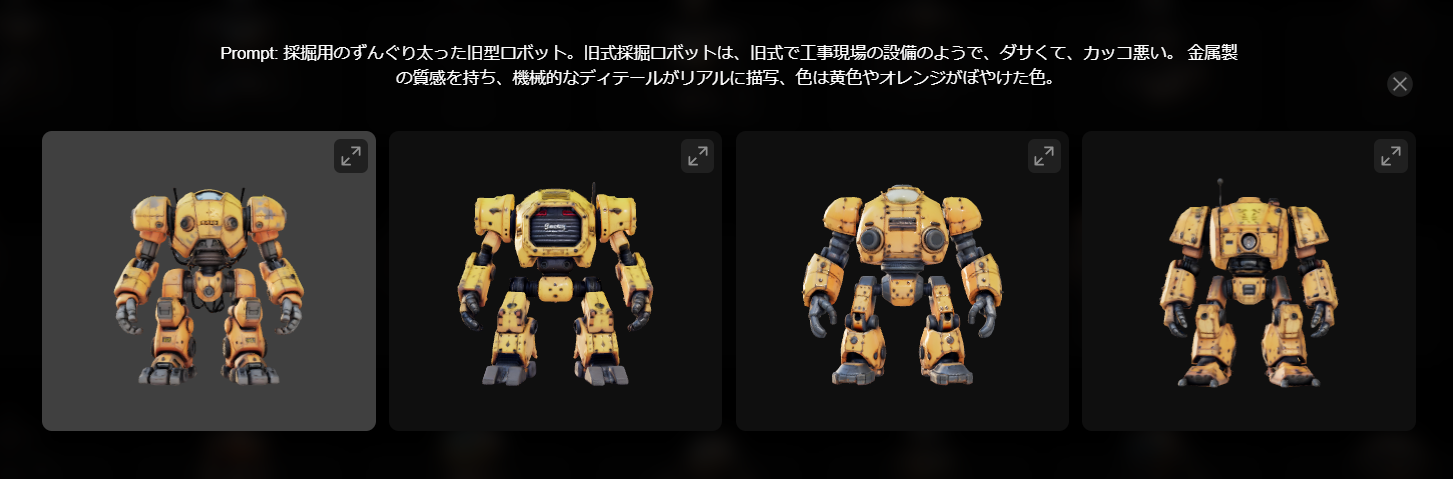 Prompt: 採掘用のずんぐり太った旧型ロボット。旧式採掘ロボットは、旧式で工事現場の設備のようで、ダサくて、カッコ悪い。 金属製
の質感を持ち、機械的なディテールがリアルに描写、色は黄色やオレンジがぼやけた色。